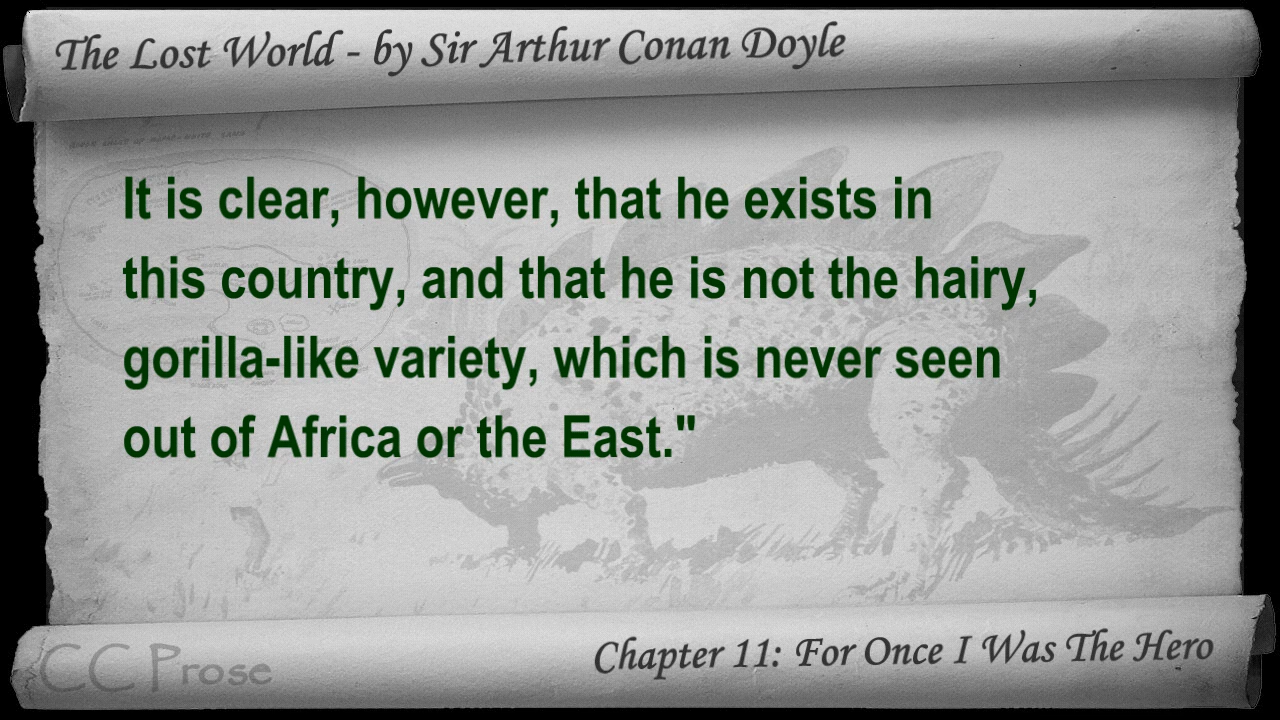 The Lost World - by Sir Arthur Conan Doyle
It is clear, however, that he exists in
this country, and that he is not the hairy,
gorilla-like variety, which is never seen
out of Africa or the East."
CC Prose
Chapter 11: For Once I Was The Hero